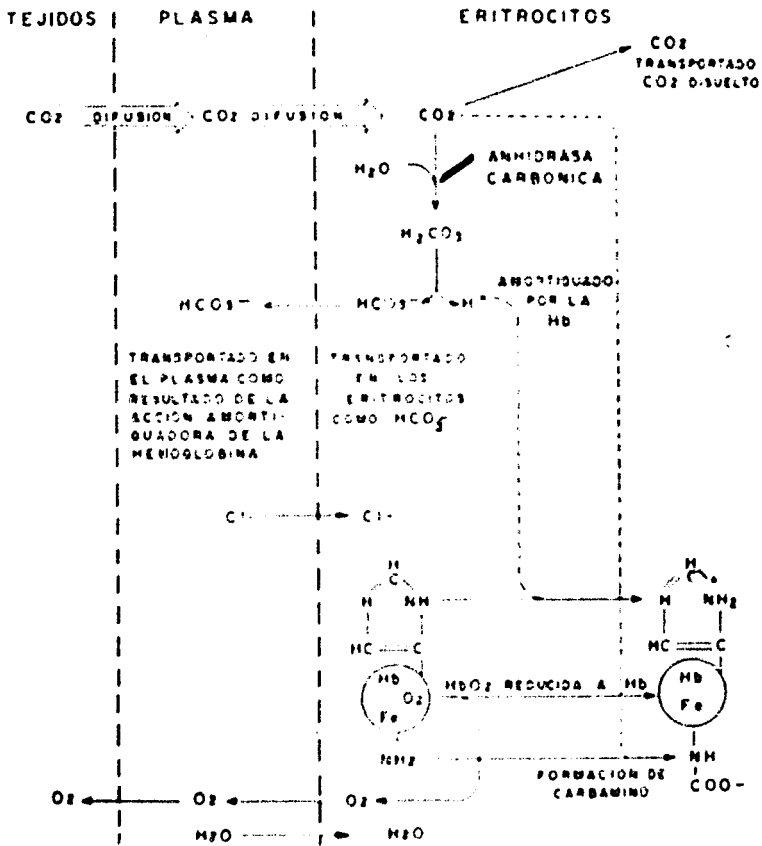 TEJIDOS PLASMA ERITROCITOS
CO2
TRANSPORTADO
CO2 DISUELTO
CO2 DIFUSION CO2 DIFUSION CO2
H2O
ANHIDRASA
CARBONICA
H2CO3
AMORTIGUADO
POR LA
Hb
HCO3- HCO3- H+
TRANSPORTADO EN
EL PLASMA COMO
RESULTADO DE LA
ACCION AMORTI-
GUADORA DE LA
HEMOGLOBINA
TRANSPORTADO
EN LOS
ERITROCITOS
COMO HCO3
Cl- Cl-
H
C
H NH
HC C
Hb
O2
Fe
NH2
HbO2 REDUCIDA A Hb
H
C
H NH2
HC C
Hb
Fe
NH
COO-
FORMACION DE
CARBAMINO
O2 O2 O2
H2O H2O